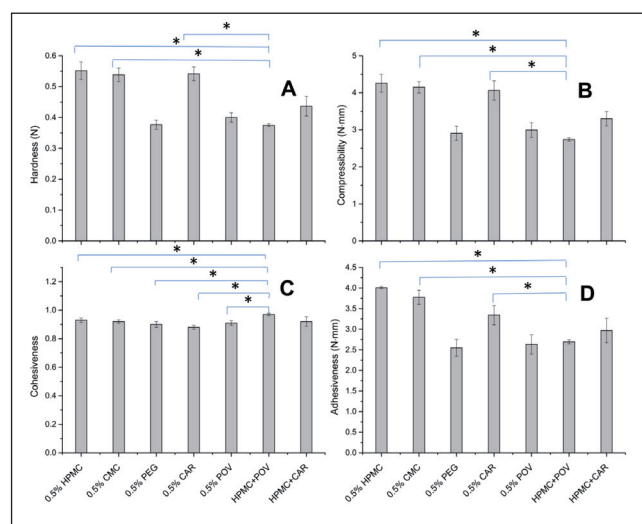 *
*
*
0.6
0.5
0.4
0.3
0.2
0.1
0.0
Hardness (N)
A
*
*
*
5
4
3
2
1
0
Compressibility (N·mm)
B
*
*
*
*
*
1.2
1.0
0.8
0.6
0.4
0.2
0.0
Cohesiveness
C
0.5% HPMC
0.5% CMC
0.5% PEG
0.5% CAR
0.5% POV
HPMC+POV
HPMC+CAR
*
*
*
4.5
4.0
3.5
3.0
2.5
2.0
1.5
1.0
0.5
0.0
Adhesiveness (N·mm)
D
0.5% HPMC
0.5% CMC
0.5% PEG
0.5% CAR
0.5% POV
HPMC+POV
HPMC+CAR